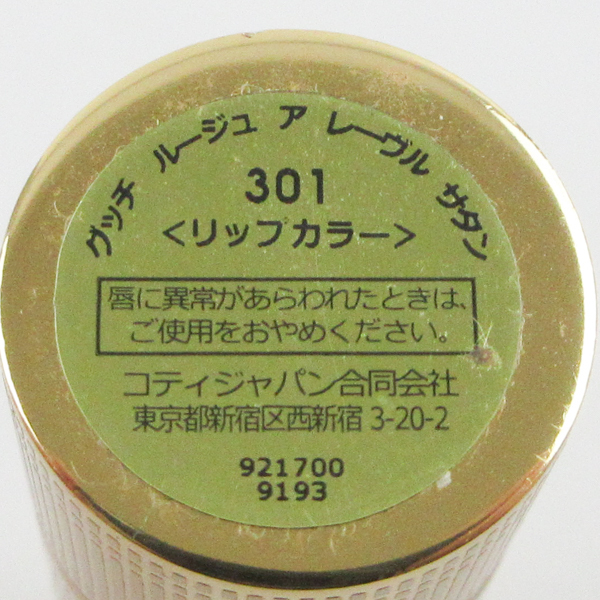 グッチ ルージュ ア レーヴル サタン
301
<リップカラー>
唇に異常があらわれたときは、
ご使用をおやめください。
コティジャパン合同会社
東京都新宿区西新宿 3-20-2
921700
9193